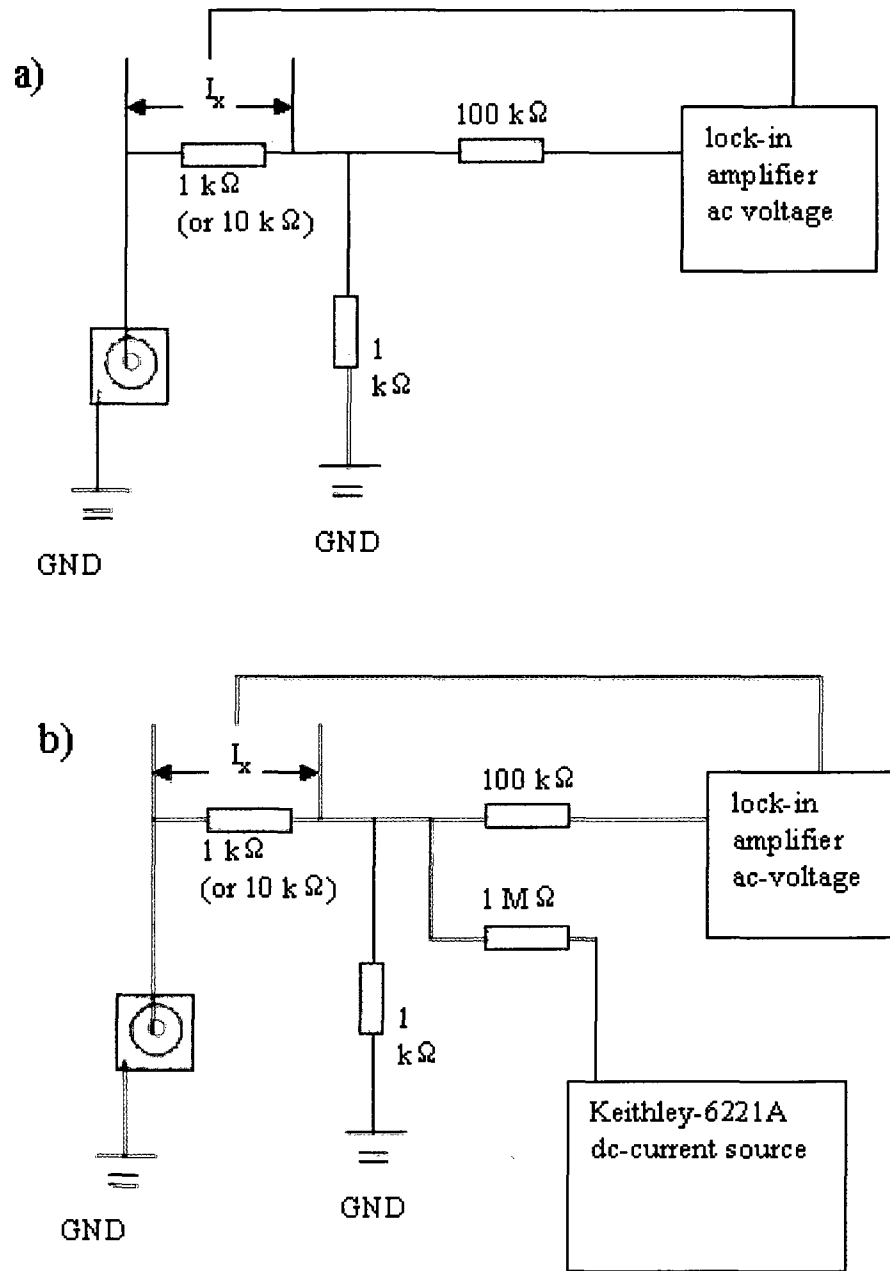 a)
I_x
100 kΩ
1 kΩ
(or 10 kΩ)
lock-in
amplifier
ac voltage
1
kΩ
GND
GND
b)
I_x
100 kΩ
1 kΩ
(or 10 kΩ)
lock-in
amplifier
ac-voltage
1 MΩ
1
kΩ
Keithley-6221A
dc-current source
GND
GND